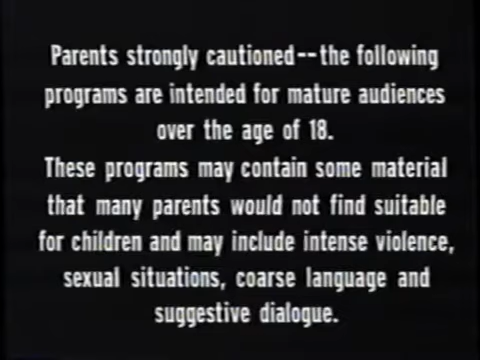 Parents strongly cautioned--the following
programs are intended for mature audiences
over the age of 18.
These programs may contain some material
that many parents would not find suitable
for children and may include intense violence,
sexual situations, coarse language and
suggestive dialogue.